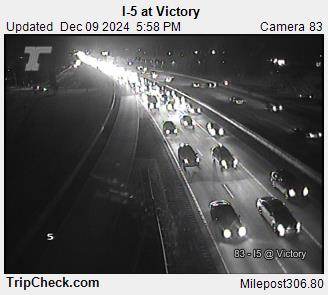 I-5 at Victory
Updated Dec 09 2024 5:58 PM Camera 83
T
S
83 - I5 @ Victory
TripCheck.com Milepost306.80